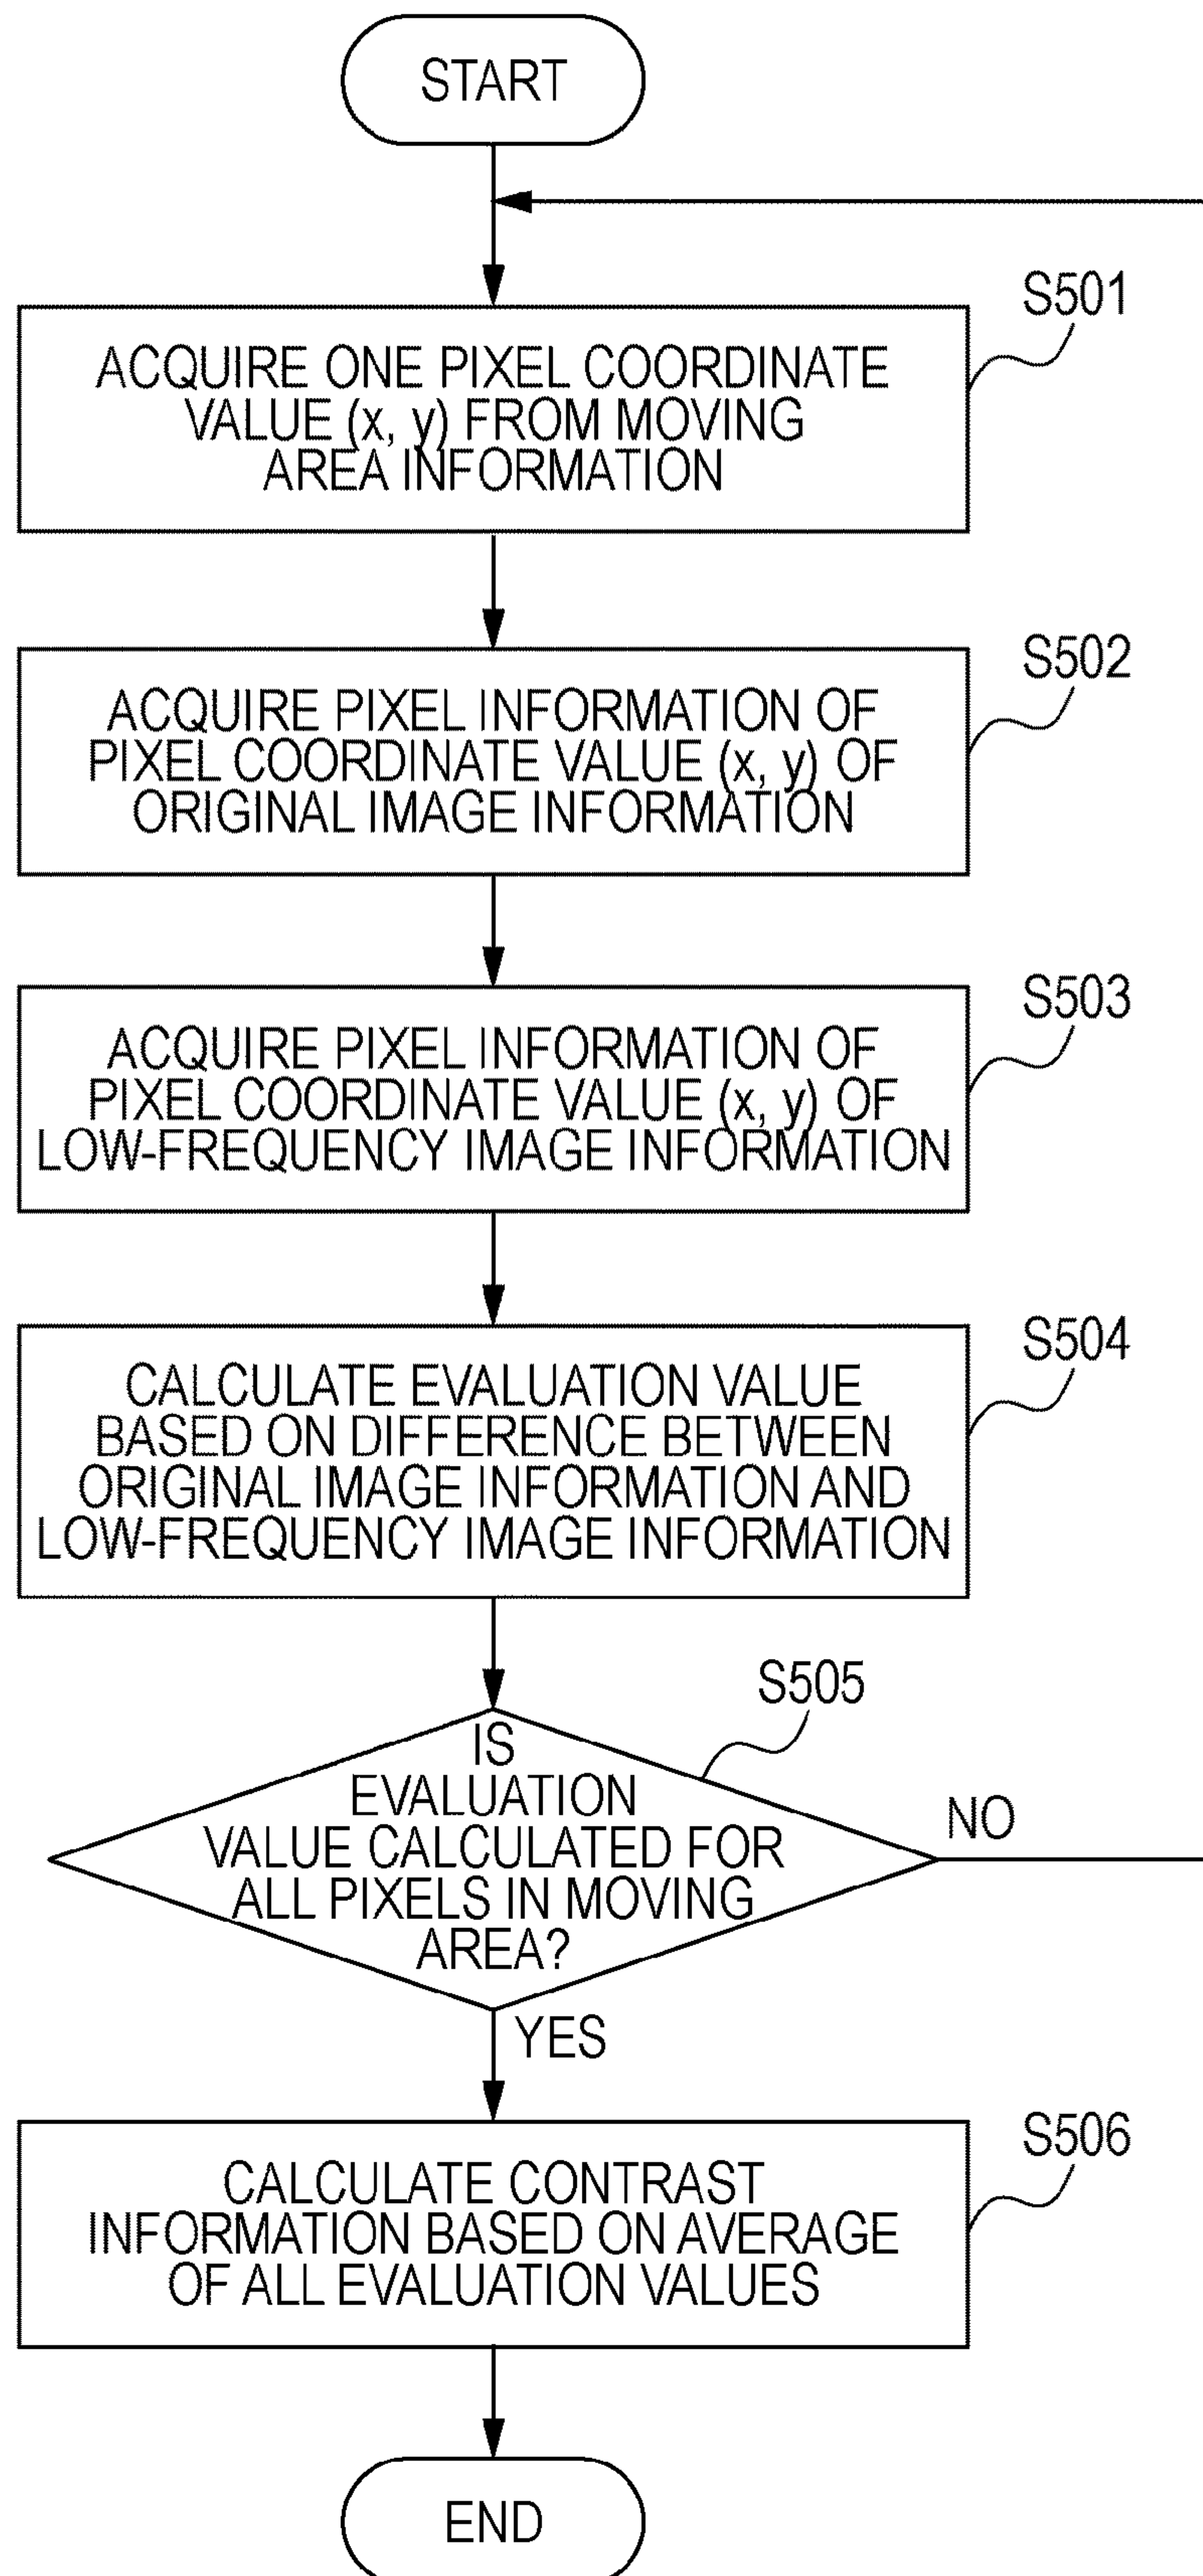 START
S501
ACQUIRE ONE PIXEL COORDINATE
VALUE (x, y) FROM MOVING
AREA INFORMATION
S502
ACQUIRE PIXEL INFORMATION OF
PIXEL COORDINATE VALUE (x, y) OF
ORIGINAL IMAGE INFORMATION
S503
ACQUIRE PIXEL INFORMATION OF
PIXEL COORDINATE VALUE (x, y) OF
LOW-FREQUENCY IMAGE INFORMATION
S504
CALCULATE EVALUATION VALUE
BASED ON DIFFERENCE BETWEEN
ORIGINAL IMAGE INFORMATION AND
LOW-FREQUENCY IMAGE INFORMATION
S505
IS
EVALUATION
VALUE CALCULATED FOR
ALL PIXELS IN MOVING
AREA?
NO
YES
S506
CALCULATE CONTRAST
INFORMATION BASED ON AVERAGE
OF ALL EVALUATION VALUES
END